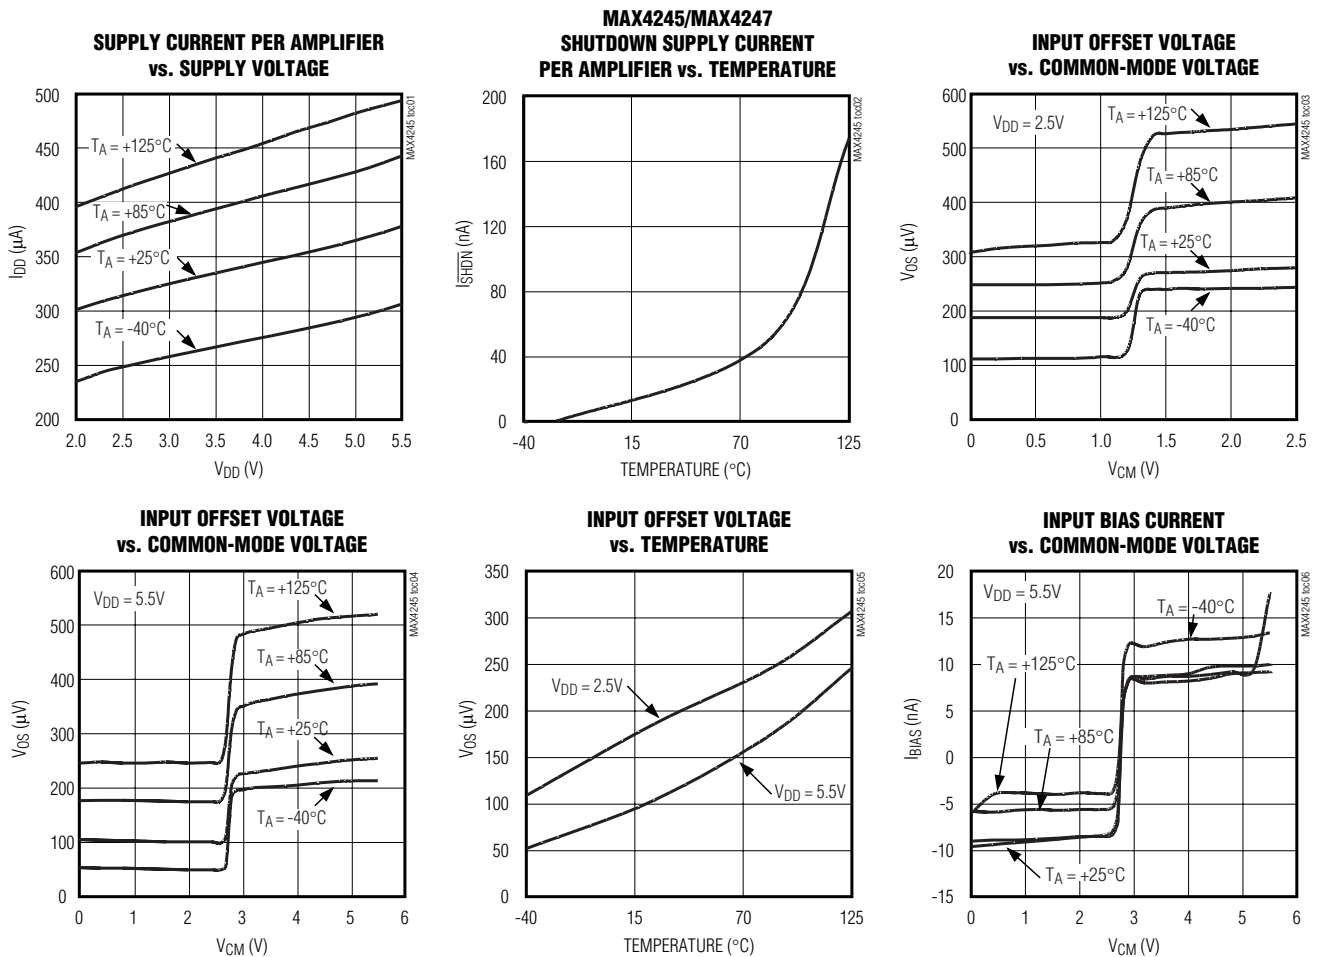 SUPPLY CURRENT PER AMPLIFIER
vs. SUPPLY VOLTAGE
500
450
400
350
300
250
200
IDD (μA)
TA = +125°C
TA = +85°C
TA = +25°C
TA = -40°C
MAX4245 toc01
2.0 2.5 3.0 3.5 4.0 4.5 5.0 5.5
VDD (V)
MAX4245/MAX4247
SHUTDOWN SUPPLY CURRENT
PER AMPLIFIER vs. TEMPERATURE
200
160
120
80
40
0
ISHDN (nA)
MAX4245 toc02
-40 15 70 125
TEMPERATURE (°C)
INPUT OFFSET VOLTAGE
vs. COMMON-MODE VOLTAGE
600
500
400
300
200
100
0
VOS (μV)
VDD = 2.5V
TA = +125°C
TA = +85°C
TA = +25°C
TA = -40°C
MAX4245 toc03
0 0.5 1.0 1.5 2.0 2.5
VCM (V)
INPUT OFFSET VOLTAGE
vs. COMMON-MODE VOLTAGE
600
500
400
300
200
100
0
VOS (μV)
VDD = 5.5V
TA = +125°C
TA = +85°C
TA = +25°C
TA = -40°C
MAX4245 toc04
0 1 2 3 4 5 6
VCM (V)
INPUT OFFSET VOLTAGE
vs. TEMPERATURE
350
300
250
200
150
100
50
0
VOS (μV)
VDD = 2.5V
VDD = 5.5V
MAX4245 toc05
-40 15 70 125
TEMPERATURE (°C)
INPUT BIAS CURRENT
vs. COMMON-MODE VOLTAGE
20
15
10
5
0
-5
-10
-15
IBIAS (nA)
VDD = 5.5V
TA = -40°C
TA = +125°C
TA = +85°C
TA = +25°C
MAX4245 toc06
0 1 2 3 4 5 6
VCM (V)